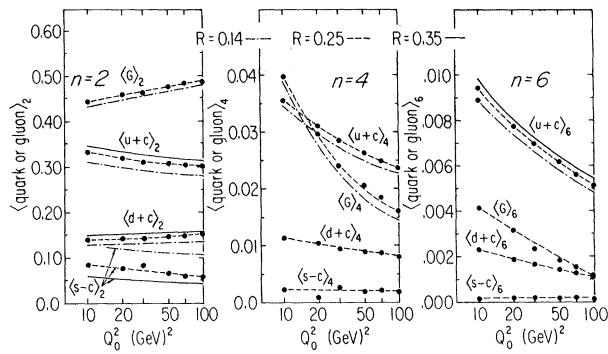 R=0.14 R=0.25 R=0.35
⟨quark or gluon⟩₂
0.60
0.50
0.40
0.30
0.20
0.15
0.10
0.0
n=2
⟨G⟩₂
⟨u+c⟩₂
⟨d+c⟩₂
⟨s-c⟩₂
10 20 50 100
Q₀² (GeV)²
⟨quark or gluon⟩₄
0.04
0.03
0.02
0.01
0.0
n=4
⟨u+c⟩₄
⟨G⟩₄
⟨d+c⟩₄
⟨s-c⟩₄
10 20 50 100
Q₀² (GeV)²
⟨quark or gluon⟩₆
.010
.008
.006
.004
.002
.000
n=6
⟨u+c⟩₆
⟨G⟩₆
⟨d+c⟩₆
⟨s-c⟩₆
10 20 50 100
Q₀² (GeV)²